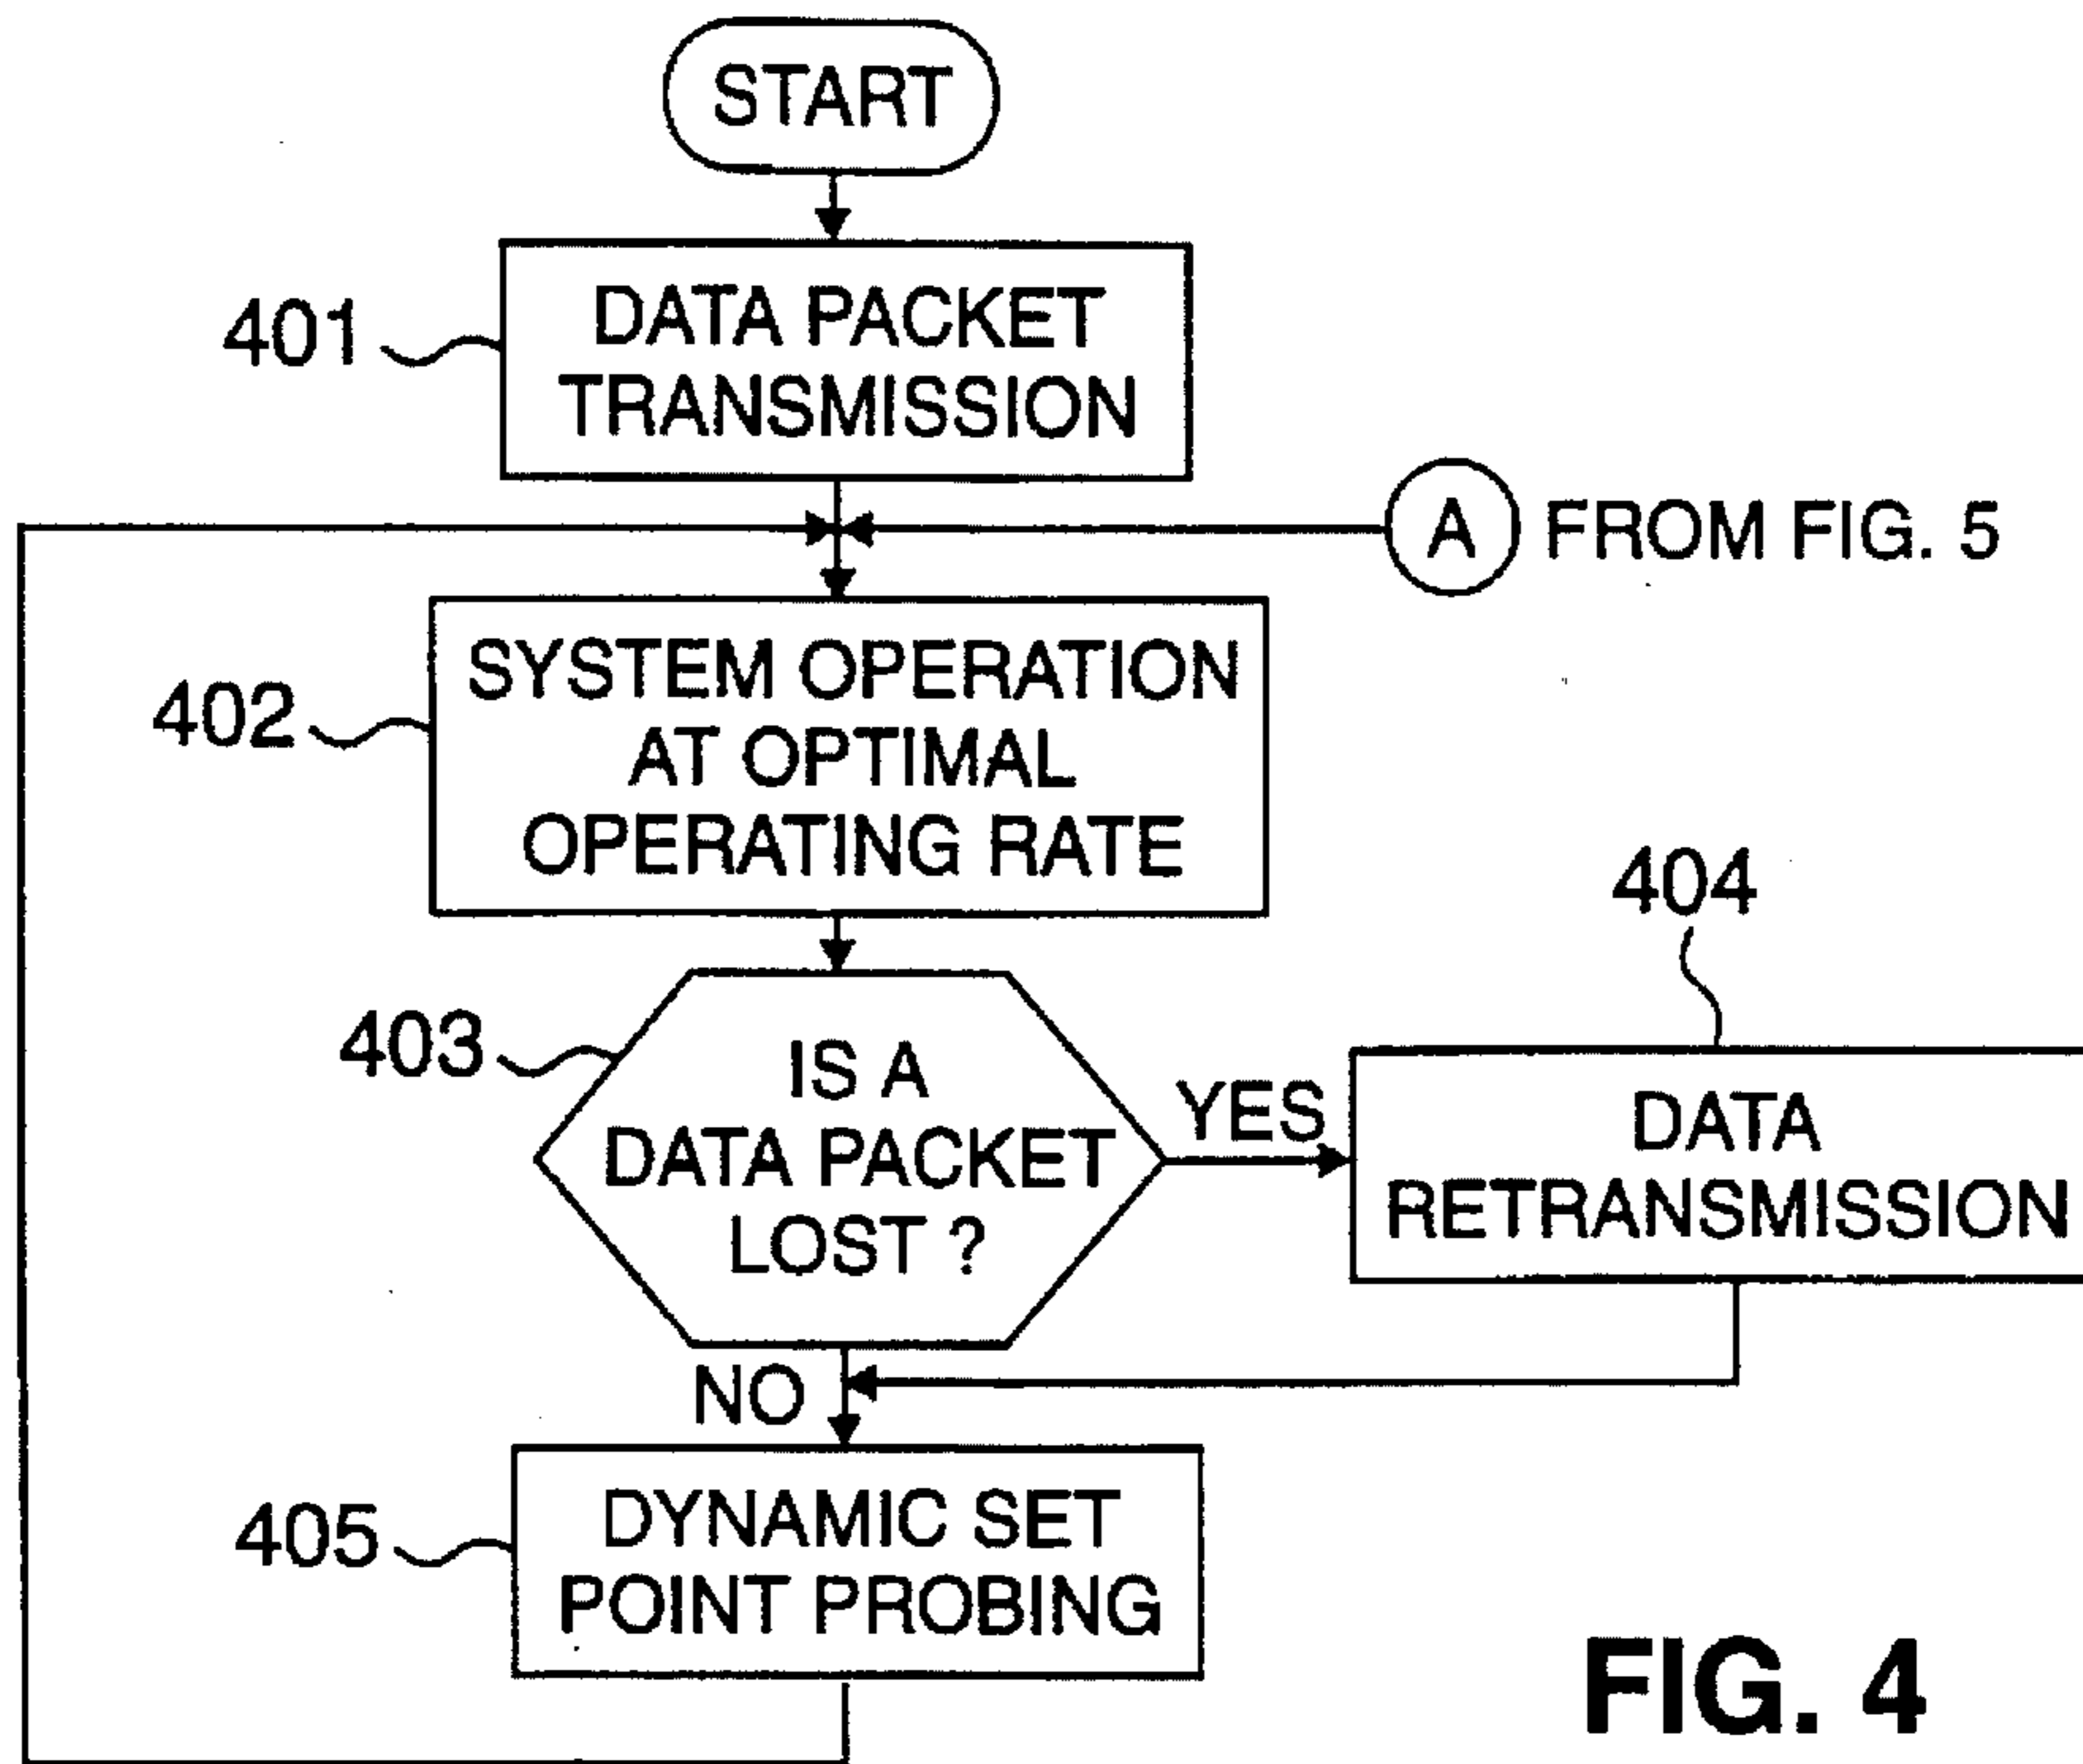 START
401
DATA PACKET
TRANSMISSION
A FROM FIG. 5
402
SYSTEM OPERATION
AT OPTIMAL
OPERATING RATE
404
403
IS A
DATA PACKET
LOST ?
YES
DATA
RETRANSMISSION
NO
405
DYNAMIC SET
POINT PROBING
FIG. 4